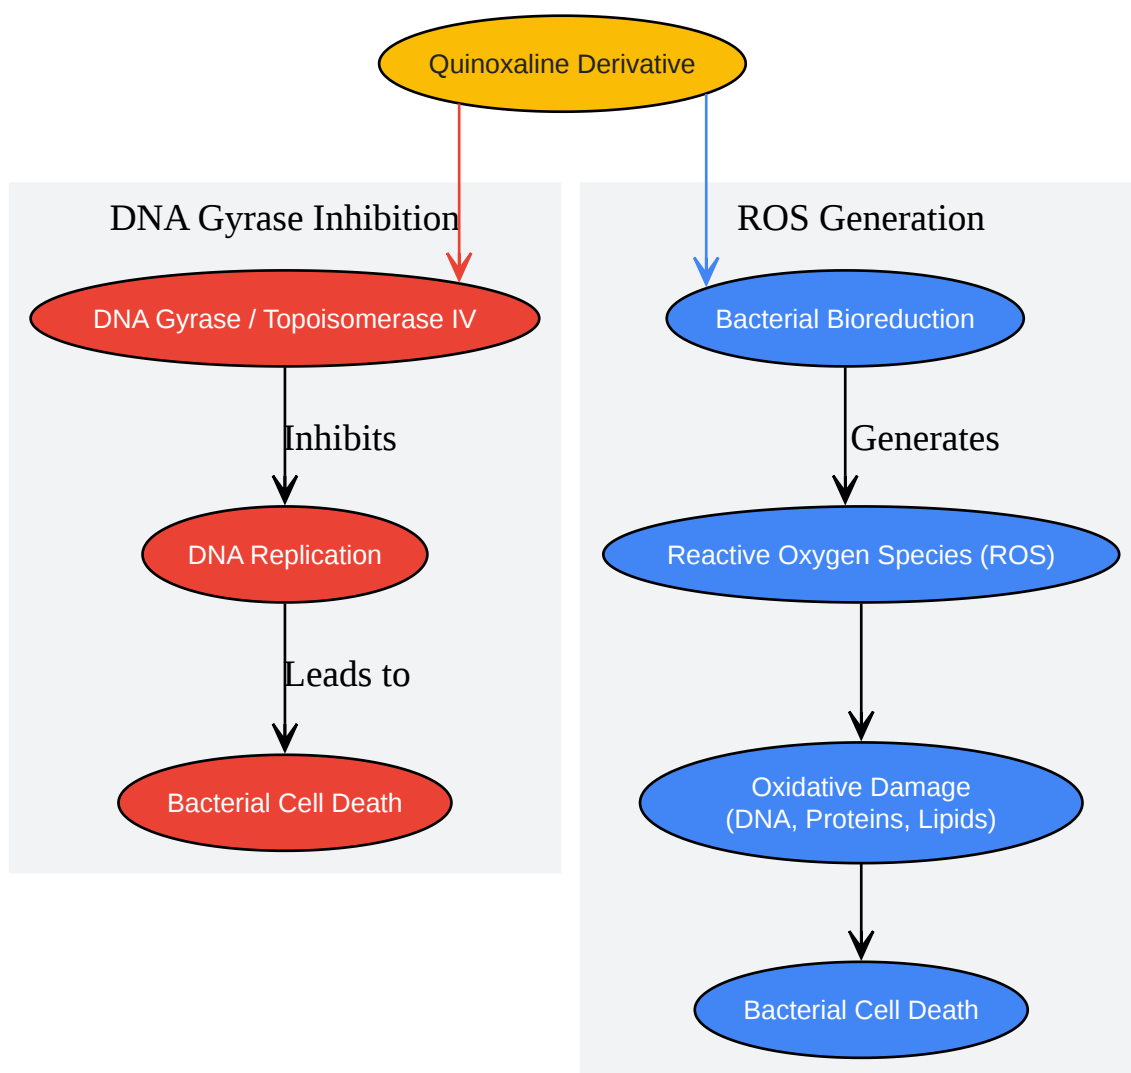 Quinoxaline Derivative
DNA Gyrase Inhibition
DNA Gyrase / Topoisomerase IV
Inhibits
DNA Replication
Leads to
Bacterial Cell Death
ROS Generation
Bacterial Bioreduction
Generates
Reactive Oxygen Species (ROS)
Oxidative Damage
(DNA, Proteins, Lipids)
Bacterial Cell Death